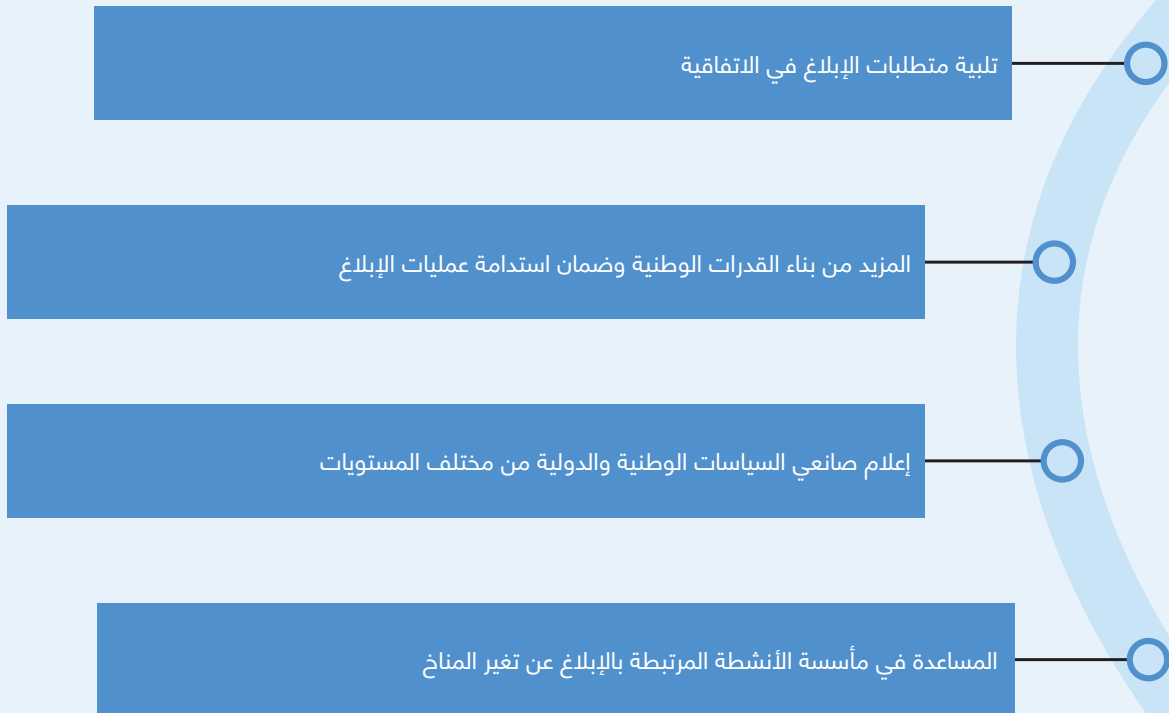 تلبية متطلبات الإبلاغ في الاتفاقية
المزيد من بناء القدرات الوطنية وضمان استدامة عمليات الإبلاغ
إعلام صانعي السياسات الوطنية والدولية من مختلف المستويات
المساعدة في مأسسة الأنشطة المرتبطة بالإبلاغ عن تغير المناخ